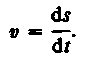 v = ds/dt.